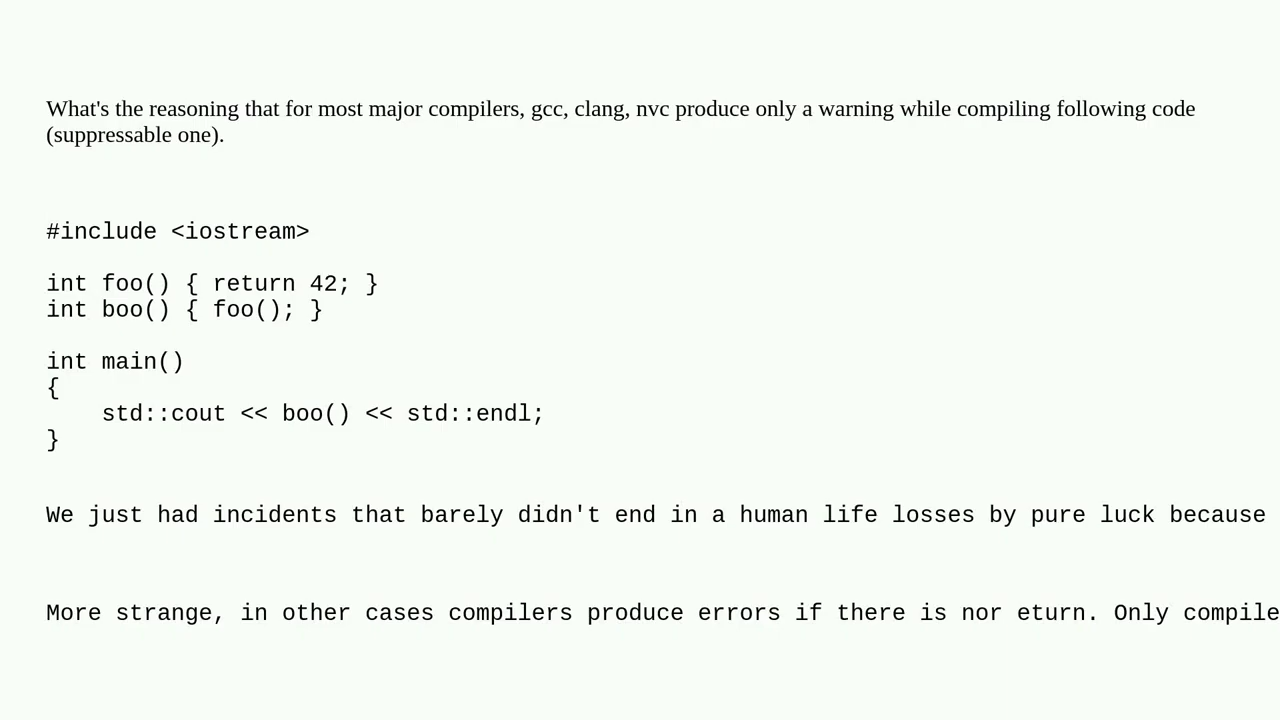 What's the reasoning that for most major compilers, gcc, clang, nvc produce only a warning while compiling following code
(suppressable one).
#include <iostream>
int foo() { return 42; }
int boo() { foo(); }
int main()
{
    std::cout << boo() << std::endl;
}
We just had incidents that barely didn't end in a human life losses by pure luck because
More strange, in other cases compilers produce errors if there is nor eturn. Only compile